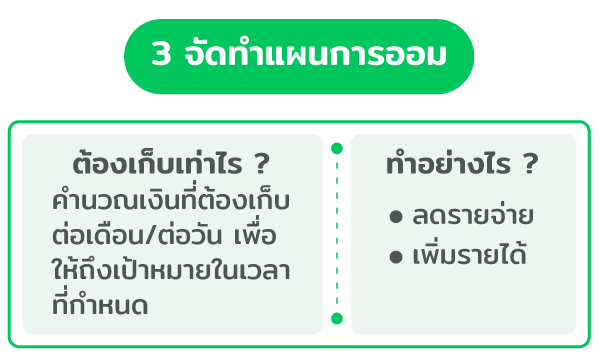 3 จัดทำแผนการออม
ต้องเก็บเท่าไร ?
คำนวณเงินที่ต้องเก็บ
ต่อเดือน/ต่อวัน เพื่อ
ให้ถึงเป้าหมายในเวลา
ที่กำหนด
ทำอย่างไร ?
● ลดรายจ่าย
● เพิ่มรายได้